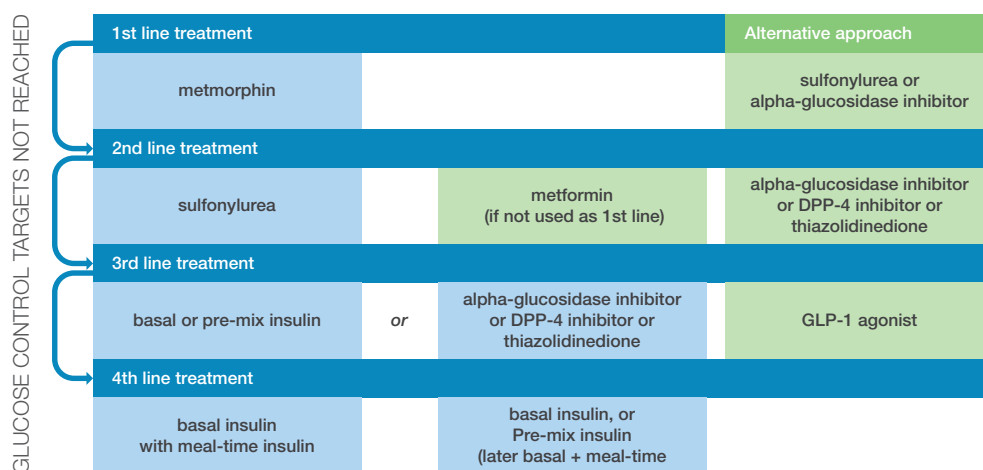 GLUCOSE CONTROL TARGETS NOT REACHED
1st line treatment
Alternative approach
metmorphin
sulfonylurea or
alpha-glucosidase inhibitor
2nd line treatment
sulfonylurea
metformin
(if not used as 1st line)
alpha-glucosidase inhibitor
or DPP-4 inhibitor or
thiazolidinedione
3rd line treatment
basal or pre-mix insulin
or
alpha-glucosidase inhibitor
or DPP-4 inhibitor or
thiazolidinedione
GLP-1 agonist
4th line treatment
basal insulin
with meal-time insulin
basal insulin, or
Pre-mix insulin
(later basal + meal-time